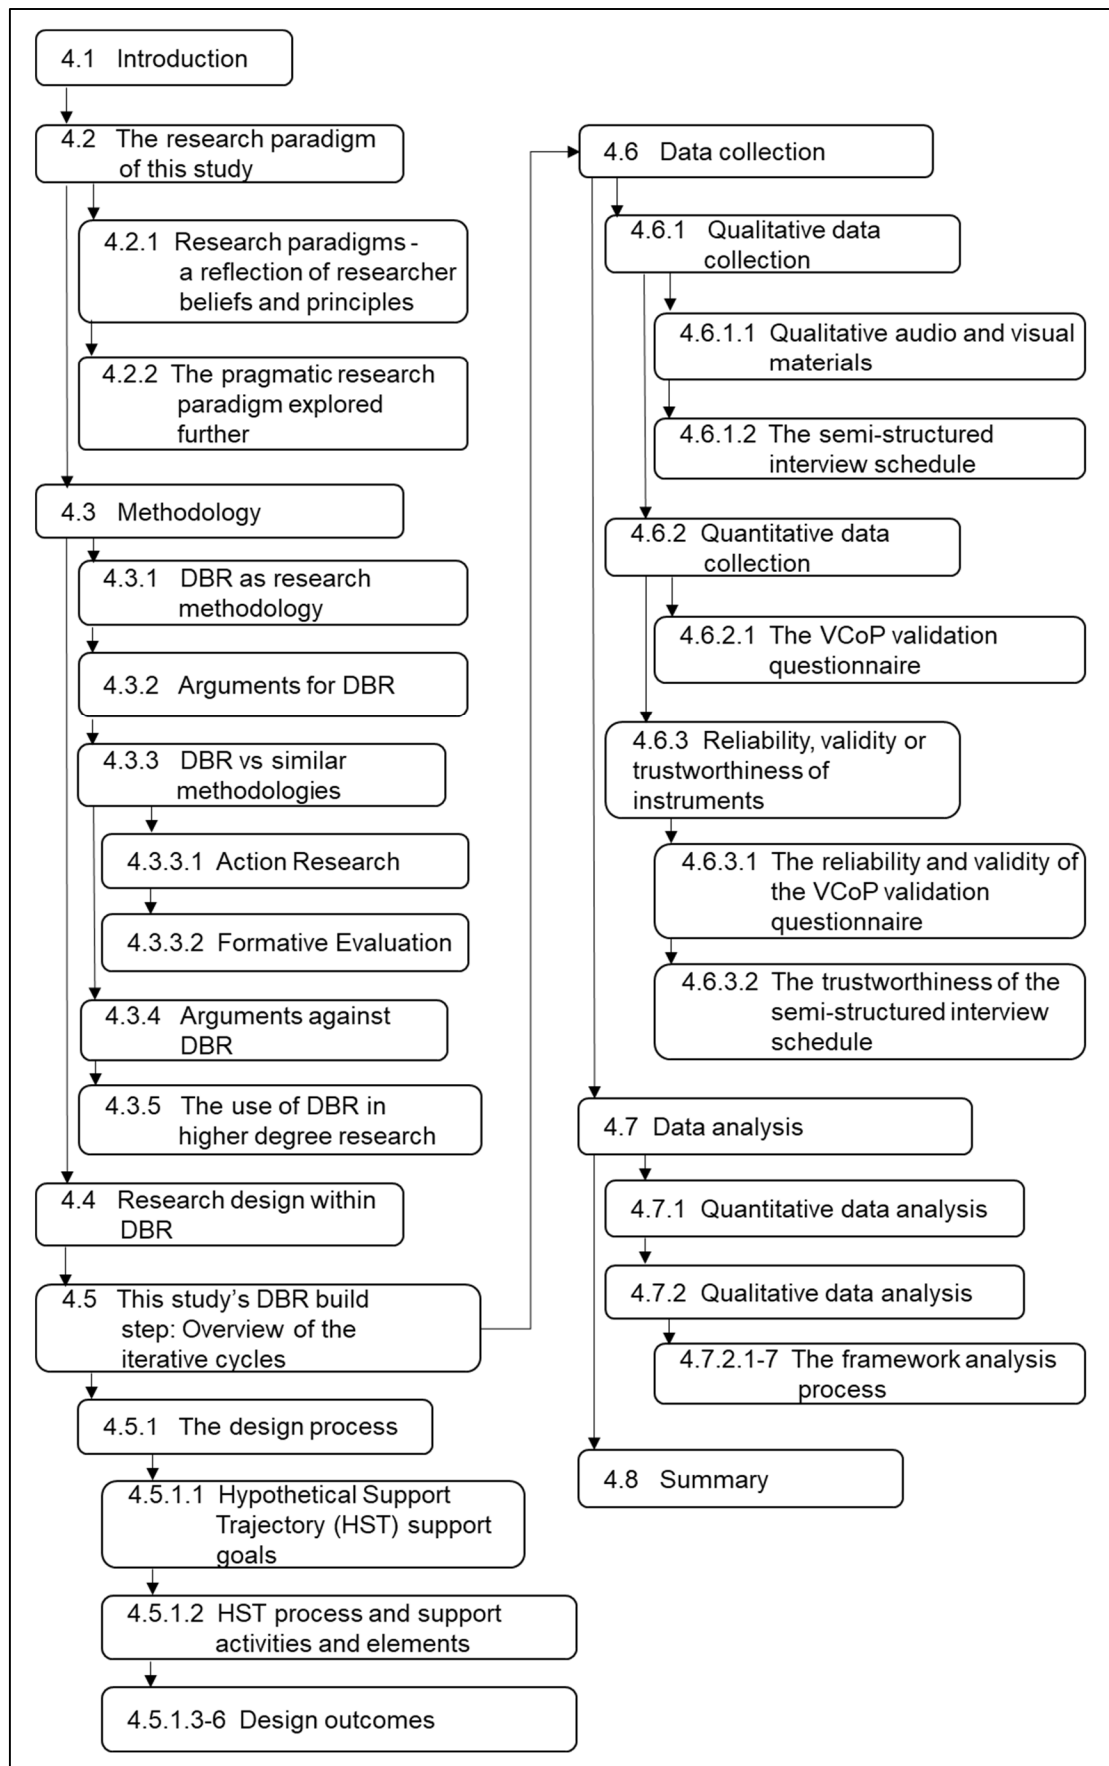 4.1 Introduction
4.2 The research paradigm
of this study
4.2.1 Research paradigms -
a reflection of researcher
beliefs and principles
4.2.2 The pragmatic research
paradigm explored
further
4.3 Methodology
4.3.1 DBR as research
methodology
4.3.2 Arguments for DBR
4.3.3 DBR vs similar
methodologies
4.3.3.1 Action Research
4.3.3.2 Formative Evaluation
4.3.4 Arguments against
DBR
4.3.5 The use of DBR in
higher degree research
4.4 Research design within
DBR
4.5 This study's DBR build
step: Overview of the
iterative cycles
4.5.1 The design process
4.5.1.1 Hypothetical Support
Trajectory (HST) support
goals
4.5.1.2 HST process and support
activities and elements
4.5.1.3-6 Design outcomes
4.6 Data collection
4.6.1 Qualitative data
collection
4.6.1.1 Qualitative audio and visual
materials
4.6.1.2 The semi-structured
interview schedule
4.6.2 Quantitative data
collection
4.6.2.1 The VCoP validation
questionnaire
4.6.3 Reliability, validity or
trustworthiness of
instruments
4.6.3.1 The reliability and validity of
the VCoP validation
questionnaire
4.6.3.2 The trustworthiness of the
semi-structured interview
schedule
4.7 Data analysis
4.7.1 Quantitative data analysis
4.7.2 Qualitative data analysis
4.7.2.1-7 The framework analysis
process
4.8 Summary